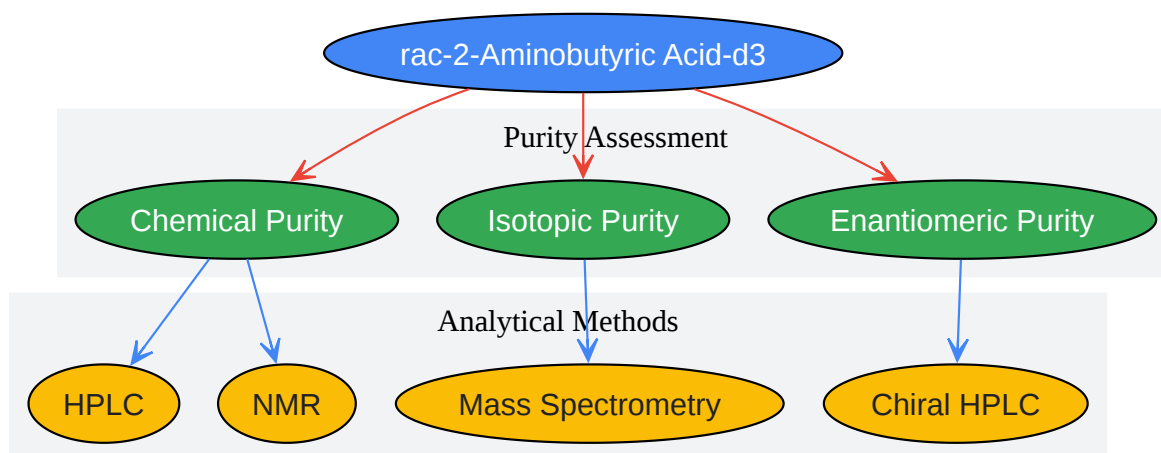 rac-2-Aminobutyric Acid-d3
Purity Assessment
Chemical Purity
Isotopic Purity
Enantiomeric Purity
Analytical Methods
HPLC
NMR
Mass Spectrometry
Chiral HPLC